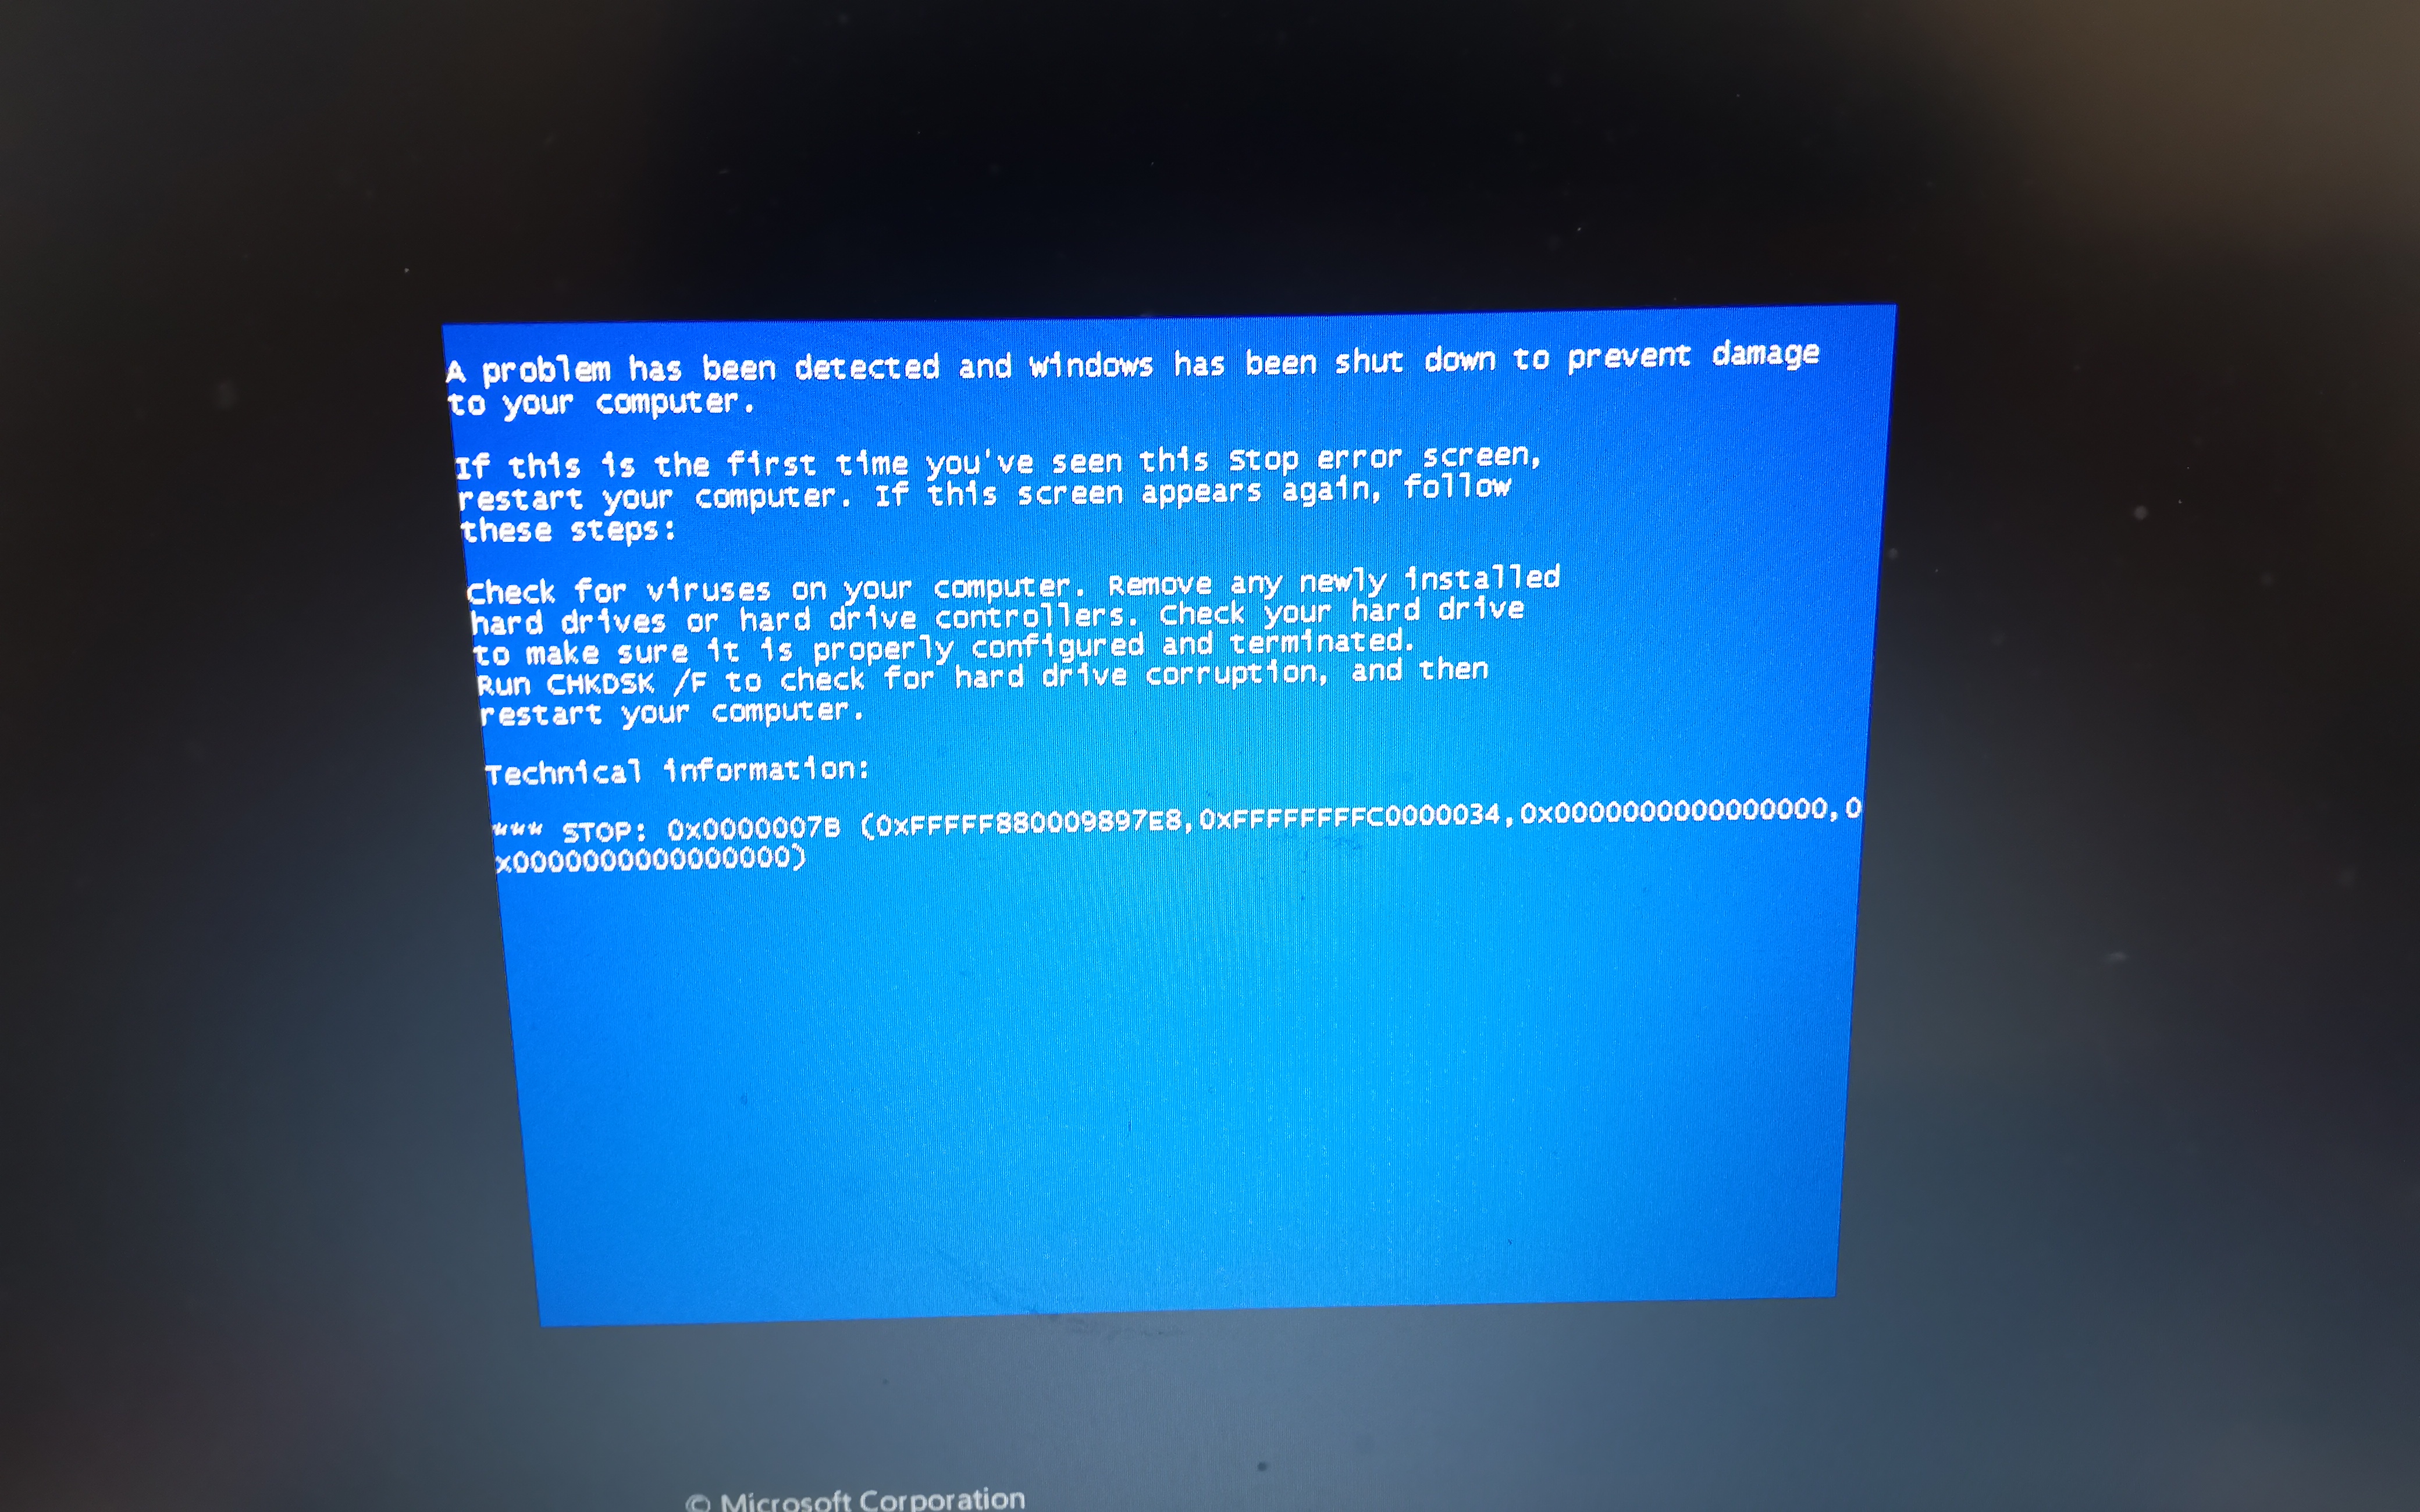 A problem has been detected and windows has been shut down to prevent damage
to your computer.
If this is the first time you've seen this Stop error screen,
restart your computer. If this screen appears again, follow
these steps:
Check for viruses on your computer. Remove any newly installed
hard drives or hard drive controllers. Check your hard drive
to make sure it is properly configured and terminated.
Run CHKDSK /F to check for hard drive corruption, and then
restart your computer.
Technical information:
*** STOP: 0x0000007B (0xFFFFF880009897E8,0xFFFFFFFFC0000034,0x0000000000000000,0
x0000000000000000)
© Microsoft Corporation